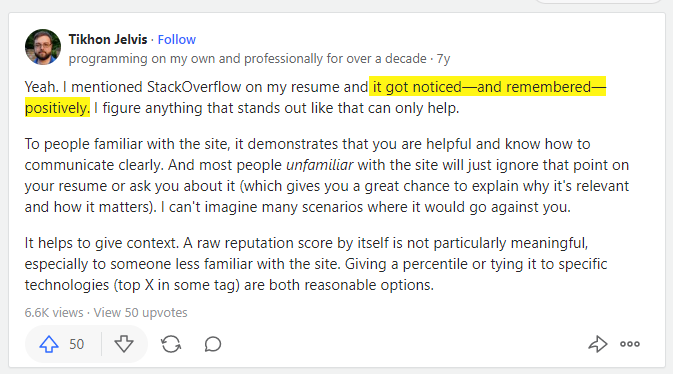 Tikhon Jelvis · Follow
programming on my own and professionally for over a decade · 7y
Yeah. I mentioned StackOverflow on my resume and it got noticed—and remembered—
positively. I figure anything that stands out like that can only help.
To people familiar with the site, it demonstrates that you are helpful and know how to
communicate clearly. And most people unfamiliar with the site will just ignore that point on
your resume or ask you about it (which gives you a great chance to explain why it's relevant
and how it matters). I can't imagine many scenarios where it would go against you.
It helps to give context. A raw reputation score by itself is not particularly meaningful,
especially to someone less familiar with the site. Giving a percentile or tying it to specific
technologies (top X in some tag) are both reasonable options.
6.6K views · View 50 upvotes
50